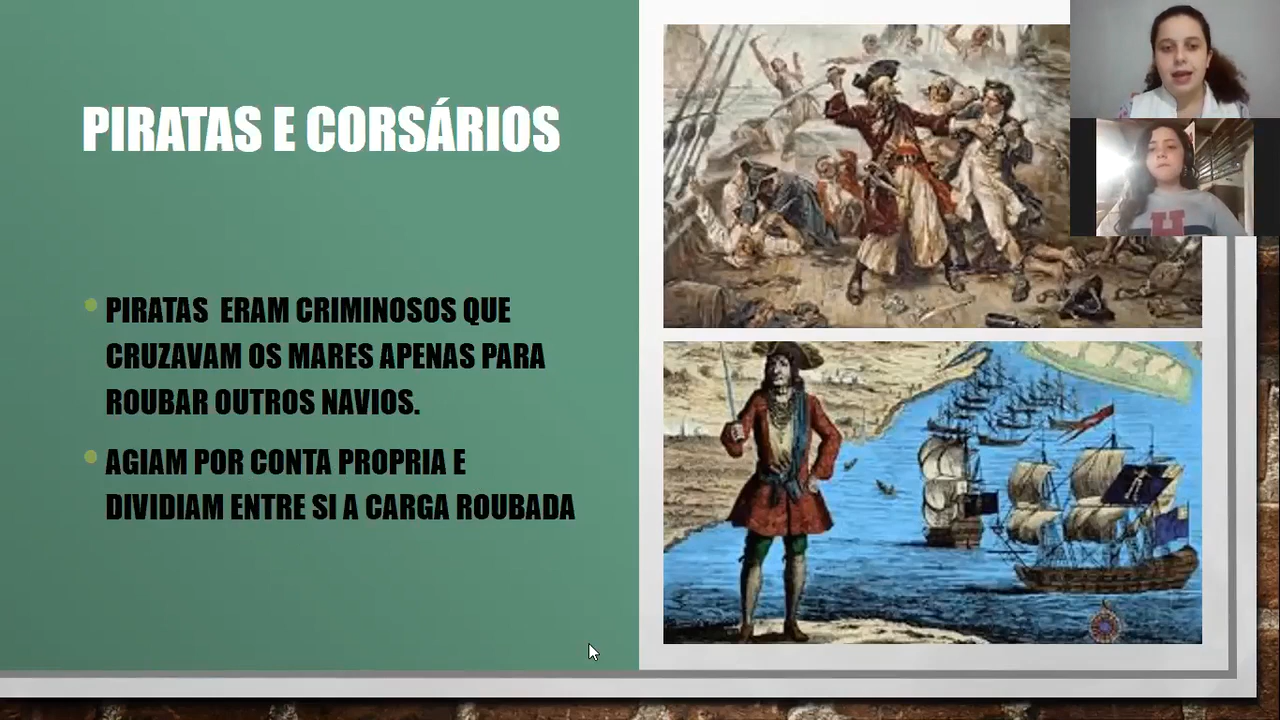 PIRATAS E CORSÁRIOS
PIRATAS ERAM CRIMINOSOS QUE
CRUZAVAM OS MARES APENAS PARA
ROUBAR OUTROS NAVIOS.
AGIAM POR CONTA PROPRIA E
DIVIDIAM ENTRE SI A CARGA ROUBADA
H